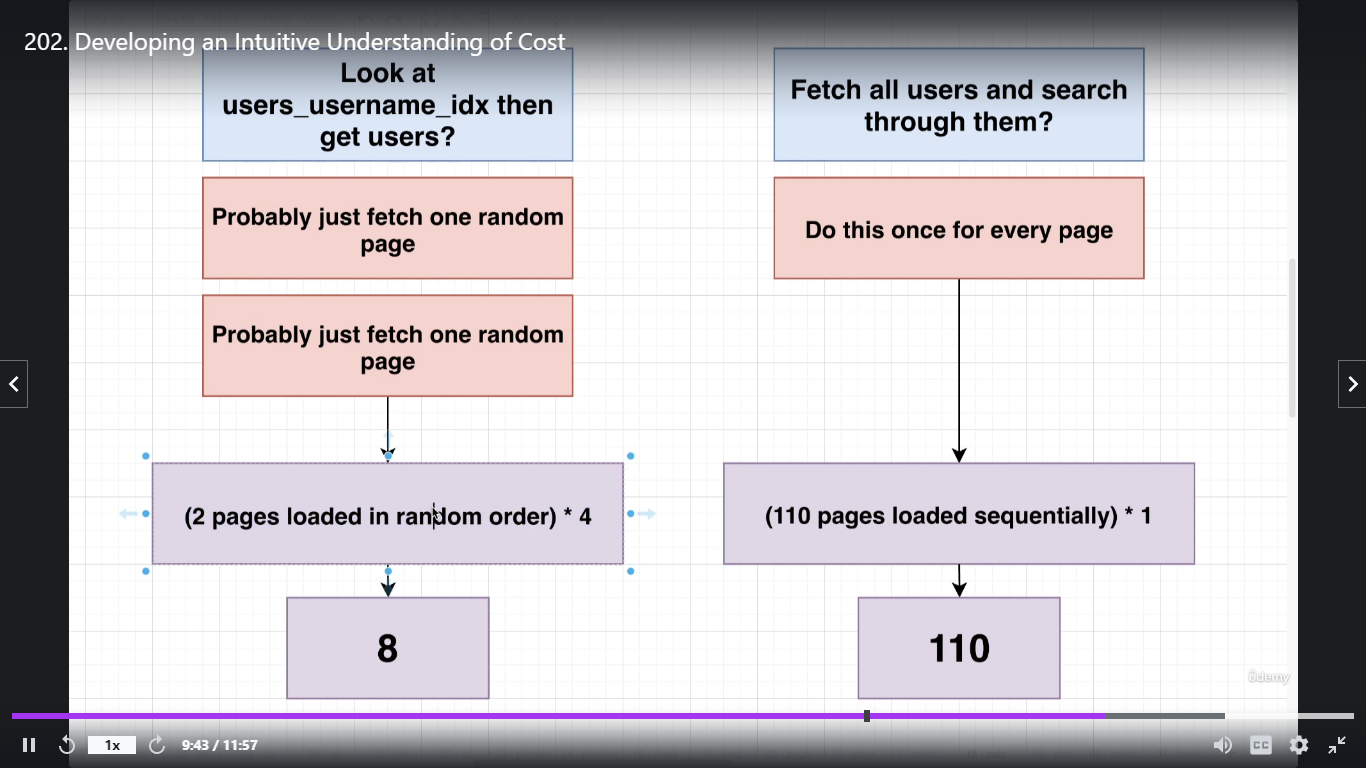 202. Developing an Intuitive Understanding of Cost
Look at
users_username_idx then
get users?
Fetch all users and search
through them?
Probably just fetch one random
page
Do this once for every page
Probably just fetch one random
page
(2 pages loaded in random order) * 4
(110 pages loaded sequentially) * 1
8
110
ûdemy
1x
9:43 / 11:57
CC